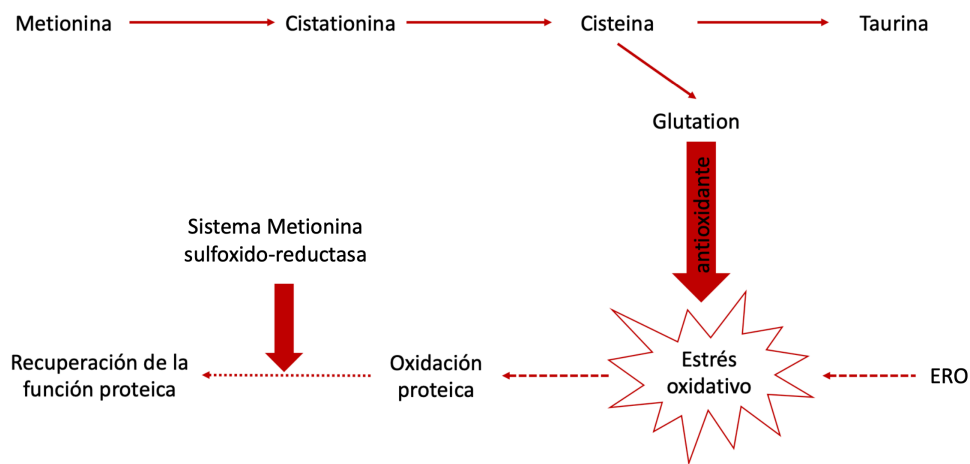 Metionina
Cistationina
Cisteina
Taurina
Glutation
antioxidante
Sistema Metionina
sulfoxido-reductasa
Recuperación de la
función proteica
Oxidación
proteica
Estrés
oxidativo
ERO